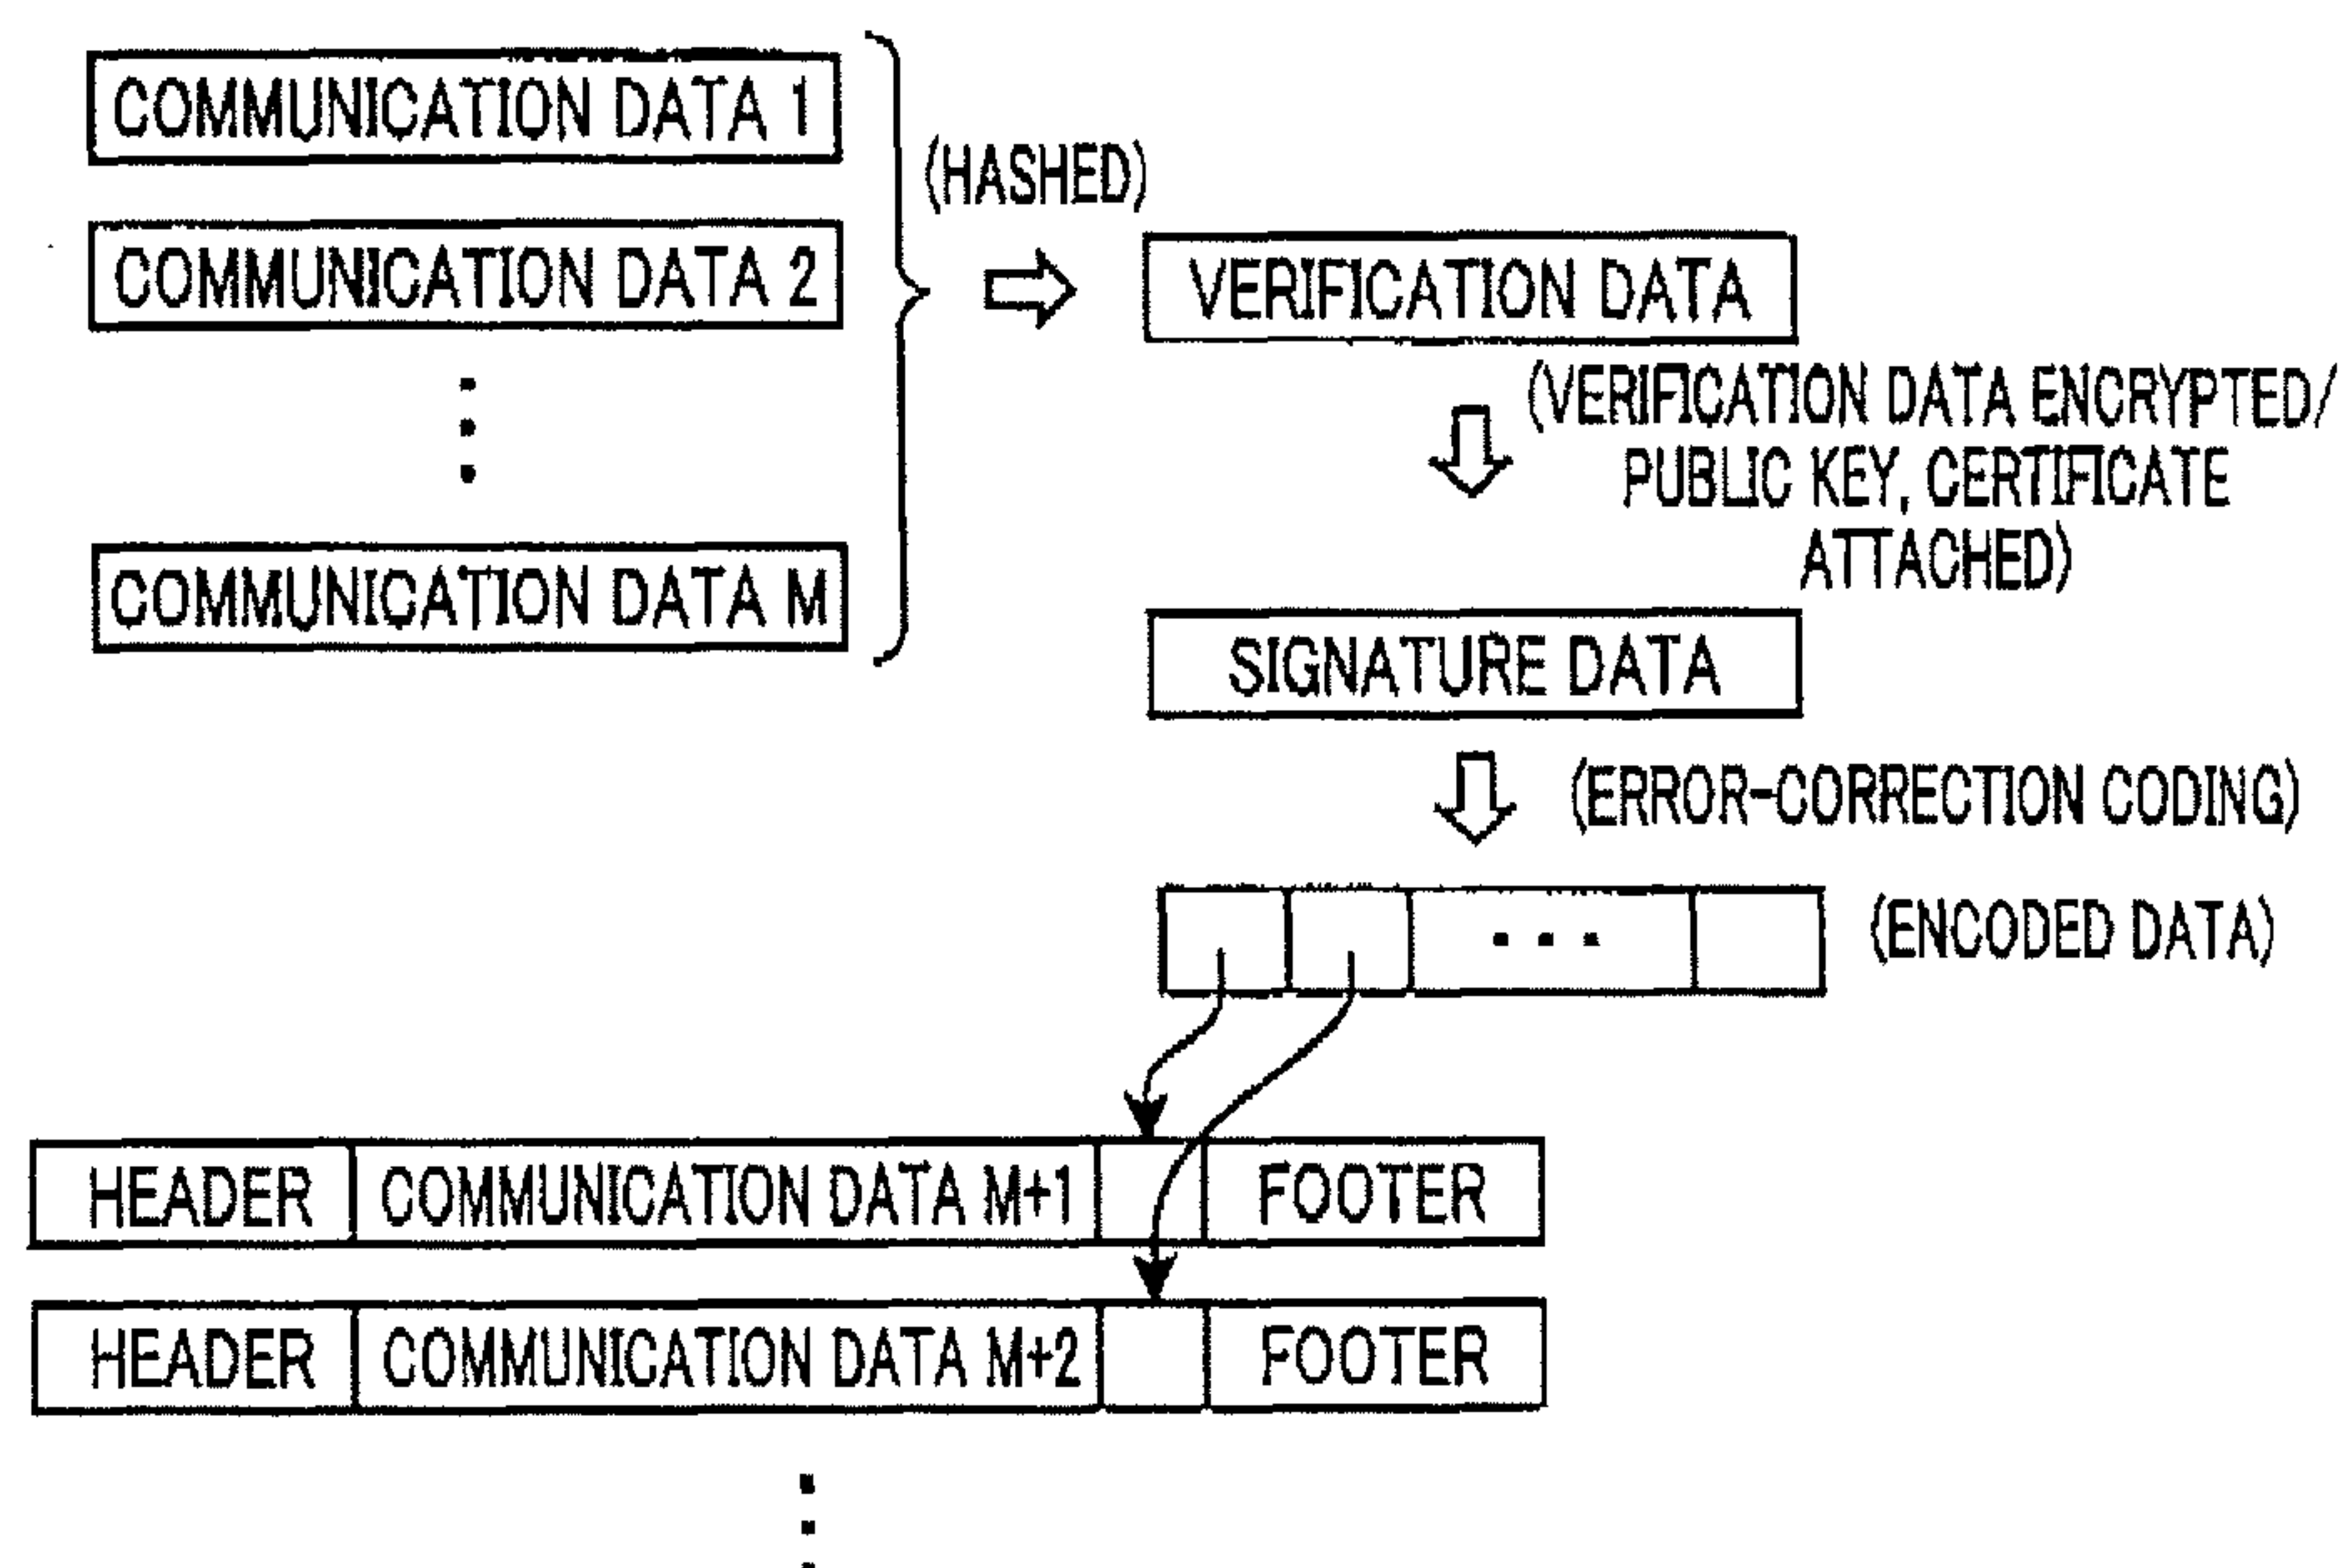 COMMUNICATION DATA 1
(HASHED)
COMMUNICATION DATA 2
VERIFICATION DATA
(VERIFICATION DATA ENCRYPTED/
PUBLIC KEY, CERTIFICATE
ATTACHED)
COMMUNICATION DATA M
SIGNATURE DATA
(ERROR-CORRECTION CODING)
(ENCODED DATA)
HEADER COMMUNICATION DATA M+1 FOOTER
HEADER COMMUNICATION DATA M+2 FOOTER